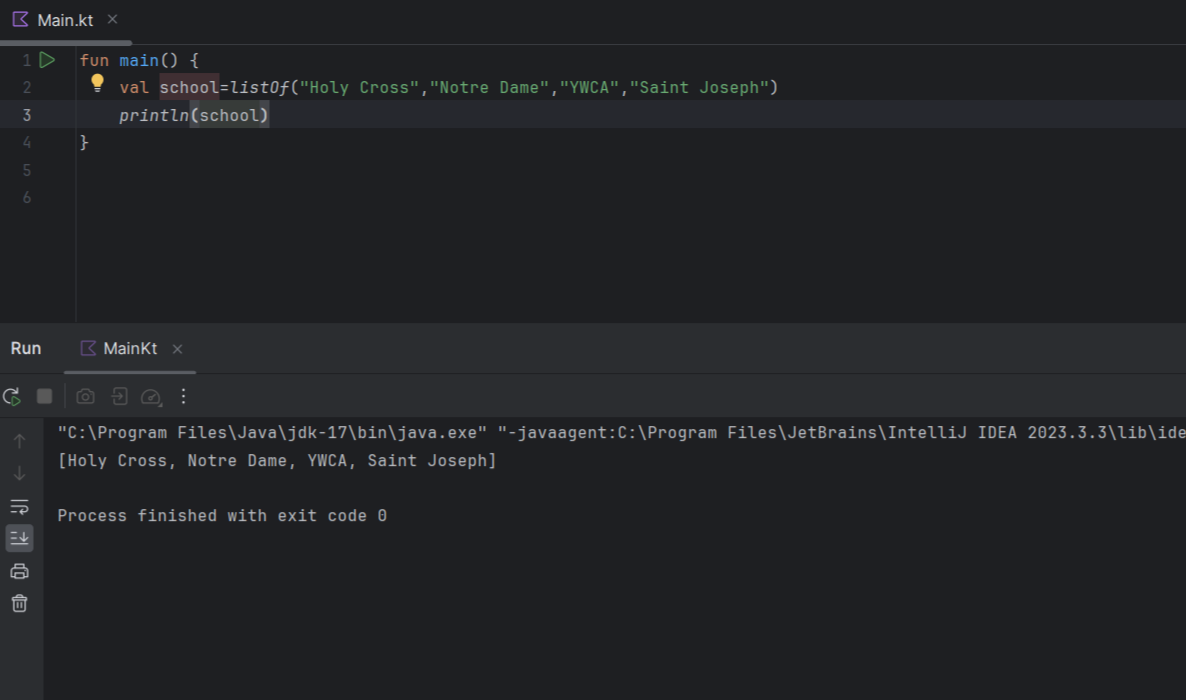 Main.kt
1 fun main() {
2 val school=listOf("Holy Cross","Notre Dame","YWCA","Saint Joseph")
3 println(school)
4 }
5
6
Run MainKt
"C:\Program Files\Java\jdk-17\bin\java.exe" "-javaagent:C:\Program Files\JetBrains\IntelliJ IDEA 2023.3.3\lib\ide
[Holy Cross, Notre Dame, YWCA, Saint Joseph]
Process finished with exit code 0